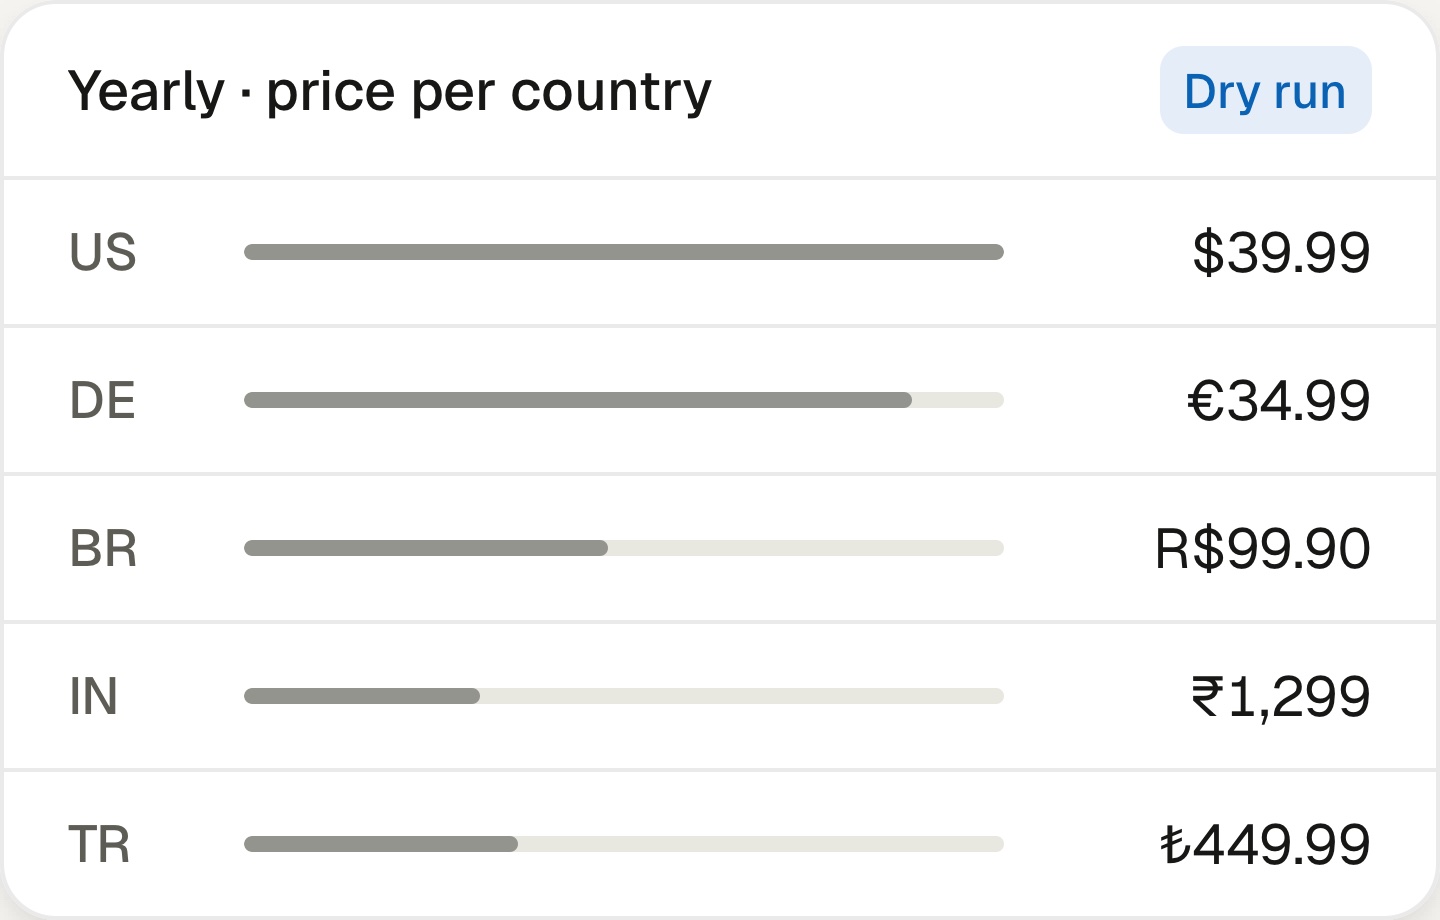 Yearly · price per country
Dry run
US $39.99
DE €34.99
BR R$99.90
IN ₹1,299
TR ₺449.99